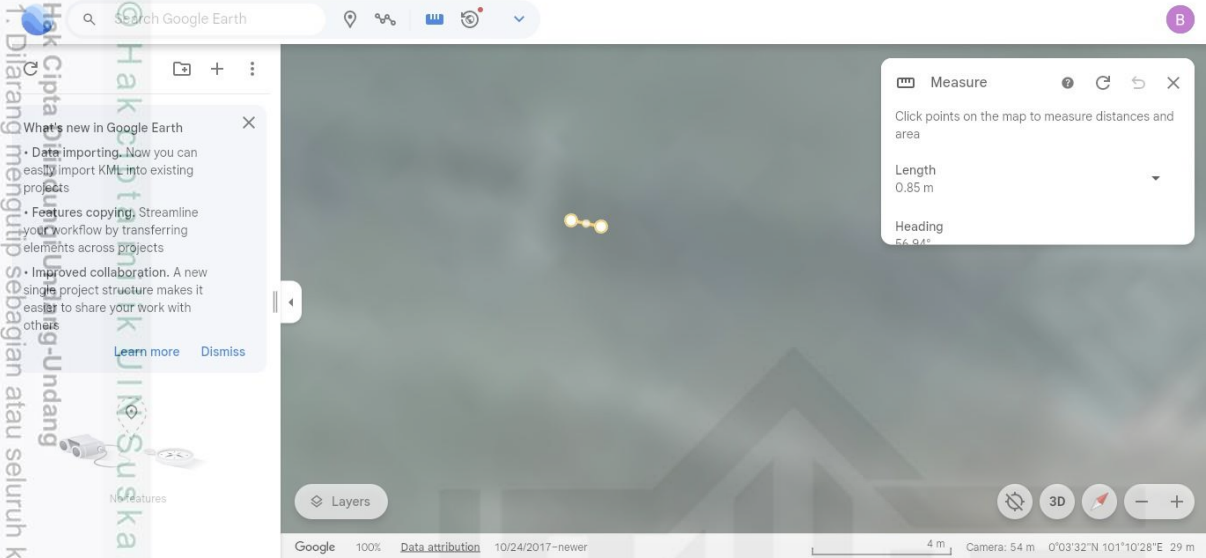 Search Google Earth
B
What's new in Google Earth
• Data importing. Now you can
easily import KML into existing
projects
• Features copying. Streamline
your workflow by transferring
elements across projects
• Improved collaboration. A new
single project structure makes it
easier to share your work with
others
Learn more Dismiss
No features
Measure
Click points on the map to measure distances and
area
Length
0.85 m
Heading
56.94°
Layers
3D
Google 100% Data attribution 10/24/2017-newer 4 m Camera: 54 m 0°03'32"N 101°10'28"E 29 m
© Hak cipta milik UIN Suska
Hak Cipta Dilindungi Undang-Undang
1. Dilarang mengutip sebagian atau seluruh k